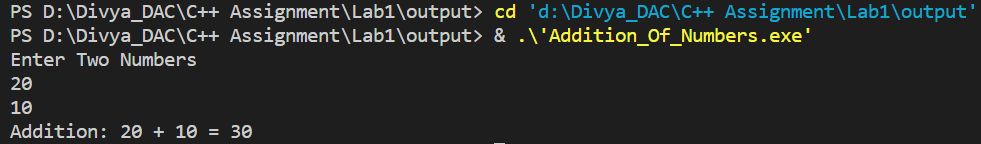 PS D:\Divya_DAC\C++ Assignment\Lab1\output> cd 'd:\Divya_DAC\C++ Assignment\Lab1\output'
PS D:\Divya_DAC\C++ Assignment\Lab1\output> & .\'Addition_Of_Numbers.exe'
Enter Two Numbers
20
10
Addition: 20 + 10 = 30